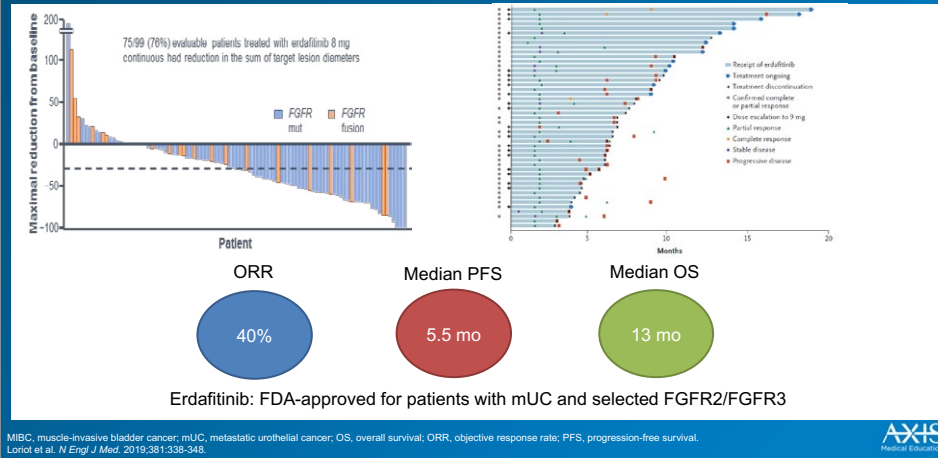 Maximal reduction from baseline
200
100
50
0
−50
−100
75/99 (76%) evaluable patients treated with erdafitinib 8 mg
continuous had reduction in the sum of target lesion diameters
FGFR
mut
FGFR
fusion
Patient
Receipt of erdafitinib
Treatment ongoing
Treatment discontinuation
Confirmed complete
or partial response
Dose escalation to 9 mg
Partial response
Complete response
Stable disease
Progressive disease
0
5
10
15
20
Months
ORR
Median PFS
Median OS
40%
5.5 mo
13 mo
Erdafitinib: FDA-approved for patients with mUC and selected FGFR2/FGFR3
MIBC, muscle-invasive bladder cancer; mUC, metastatic urothelial cancer; OS, overall survival; ORR, objective response rate; PFS, progression-free survival.
Loriot et al. N Engl J Med. 2019;381:338-348.
AXIS
Medical Education